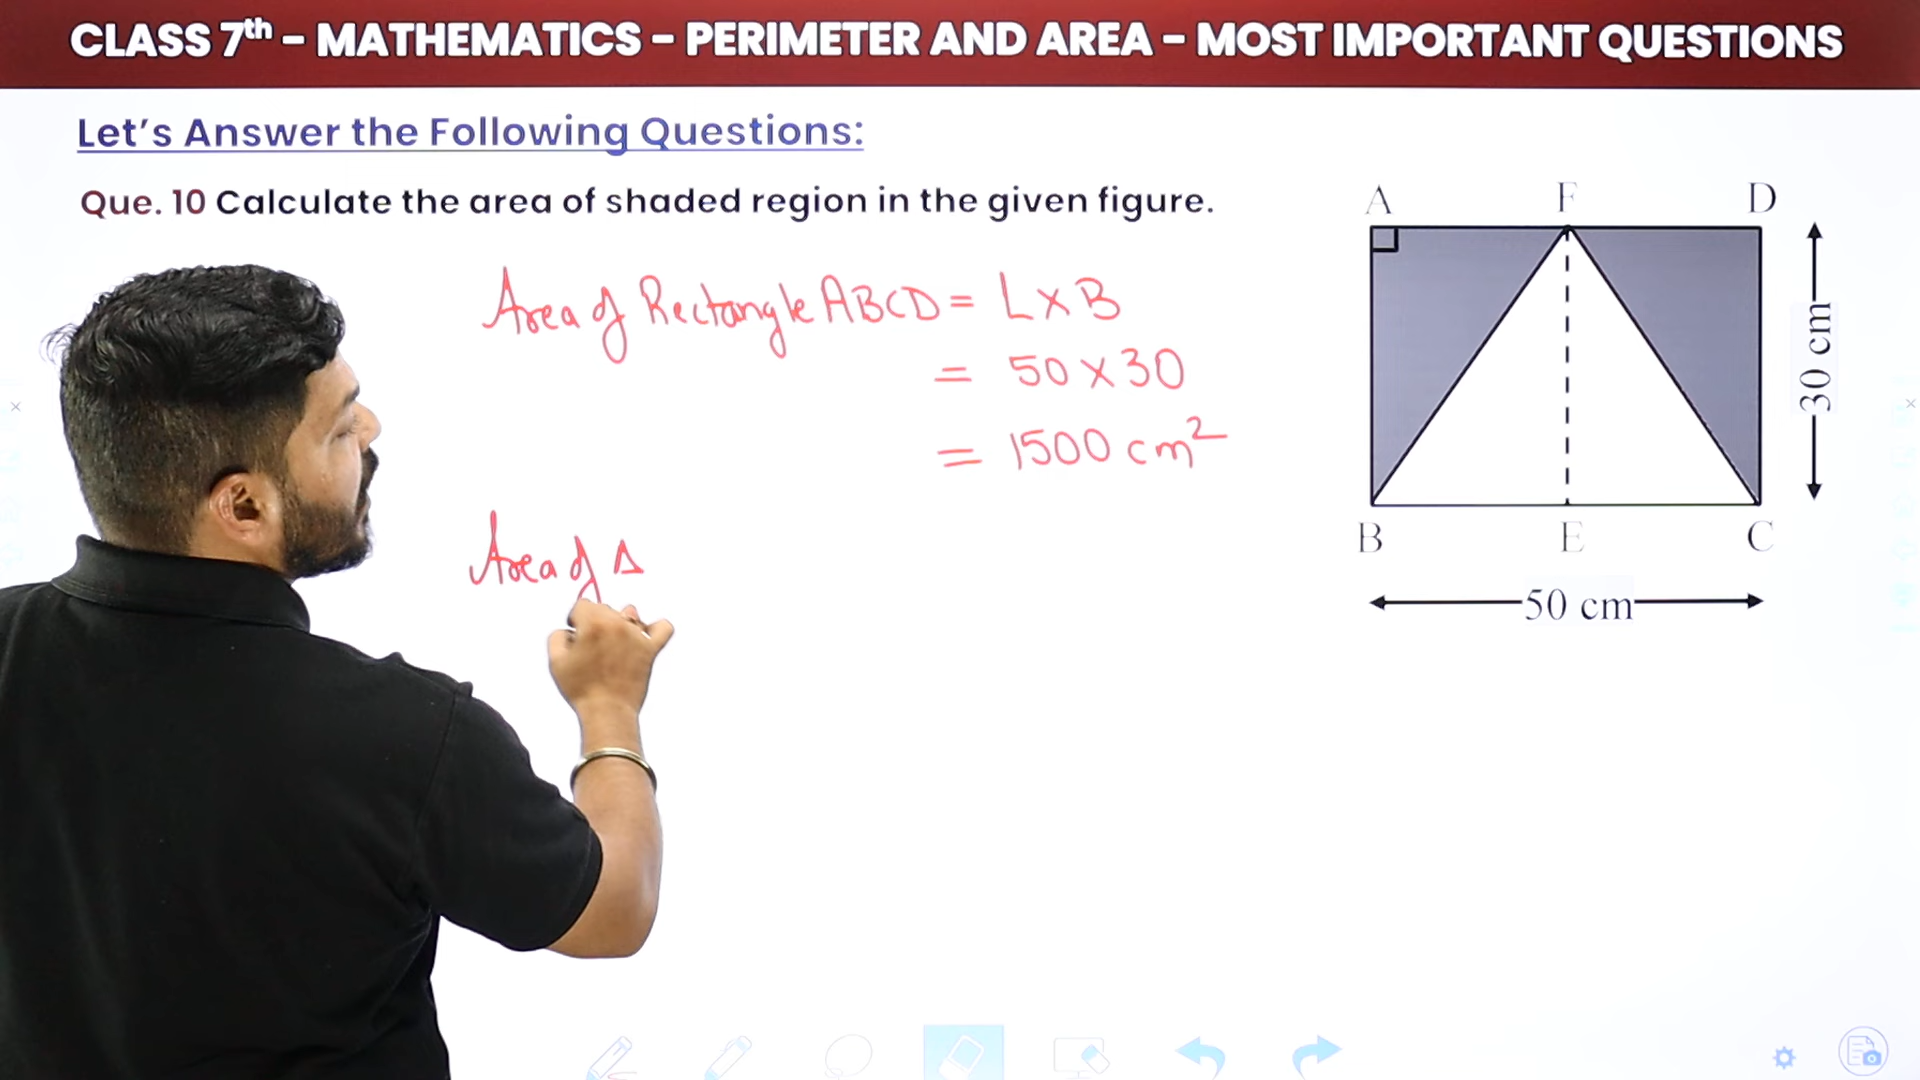 CLASS 7th – MATHEMATICS – PERIMETER AND AREA – MOST IMPORTANT QUESTIONS
Let's Answer the Following Questions:
Que. 10 Calculate the area of shaded region in the given figure.
Area of Rectangle ABCD = L × B
= 50 × 30
= 1500 cm²
Area of Δ
A F D
30 cm
B E C
50 cm